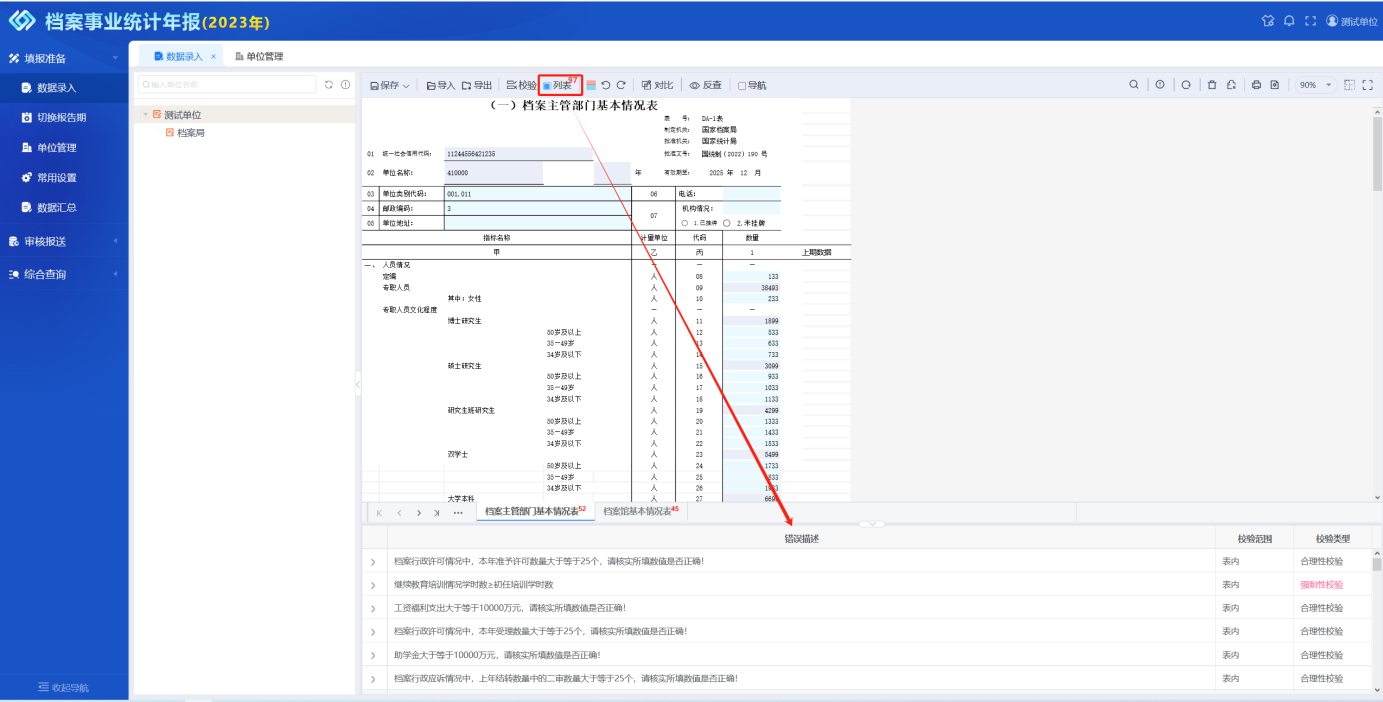 档案事业统计年报(2023年)
测试单位
填报准备
数据录入
切换报告期
单位管理
常用设置
数据汇总
审核报送
综合查询
收起导航
数据录入 ×
单位管理
输入单位名称
测试单位
档案局
保存
导入
导出
校验
列表
97
对比
反查
导航
90%
（一）档案主管部门基本情况表
表 号: DA-1表
制定机关: 国家档案局
批准机关: 国家统计局
01 统一社会信用代码: 11244556421235 批准文号: 国统制（2022）190 号
02 单位名称: 410000 年 有效期至: 2025 年 12 月
03 单位类别代码: 001,011 06 电话:
04 邮政编码: 3 07 机构情况:
05 单位地址: 1.已挂牌 2.未挂牌
指标名称 计量单位 代码 数量
甲 乙 丙 1 上期数据
一、 人员情况 — — —
定编 人 08 133
专职人员 人 09 38493
其中: 女性 人 10 233
专职人员文化程度 — — —
博士研究生 人 11 1899
50岁及以上 人 12 533
35—49岁 人 13 633
34岁及以下 人 14 733
硕士研究生 人 15 3099
50岁及以上 人 16 933
35—49岁 人 17 1033
34岁及以下 人 18 1133
研究生班研究生 人 19 4299
50岁及以上 人 20 1333
35—49岁 人 21 1433
34岁及以下 人 22 1533
双学士 人 23 5499
50岁及以上 人 24 1733
35—49岁 人 25
34岁及以下 人 26
大学本科 人 27
档案主管部门基本情况表52
档案馆基本情况表45
错误描述 校验范围 校验类型
档案行政许可情况中，本年准予许可数量大于等于25个，请核实所填数值是否正确! 表内 合理性校验
继续教育培训情况学时数≥初任培训学时数 表内 强制性校验
工资福利支出大于等于10000万元，请核实所填数值是否正确! 表内 合理性校验
档案行政许可情况中，本年受理数量大于等于25个，请核实所填数值是否正确! 表内 合理性校验
助学金大于等于10000万元，请核实所填数值是否正确! 表内 合理性校验
档案行政应诉情况中，上年结转数量中的二审数量大于等于25个，请核实所填数值是否正确! 表内 合理性校验